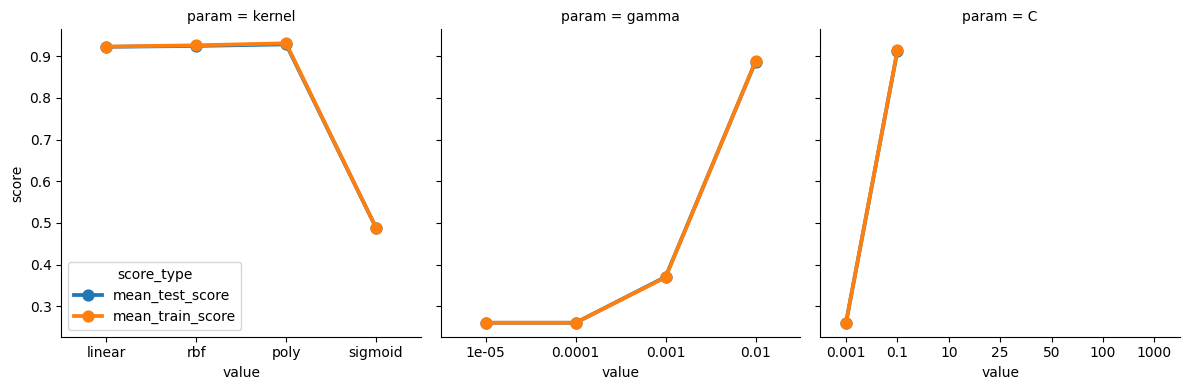 param = kernel
param = gamma
param = C
score
0.9
0.8
0.7
0.6
0.5
0.4
0.3
score_type
mean_test_score
mean_train_score
linear rbf poly sigmoid
value
1e-05 0.0001 0.001 0.01
value
0.001 0.1 10 25 50 100 1000
value